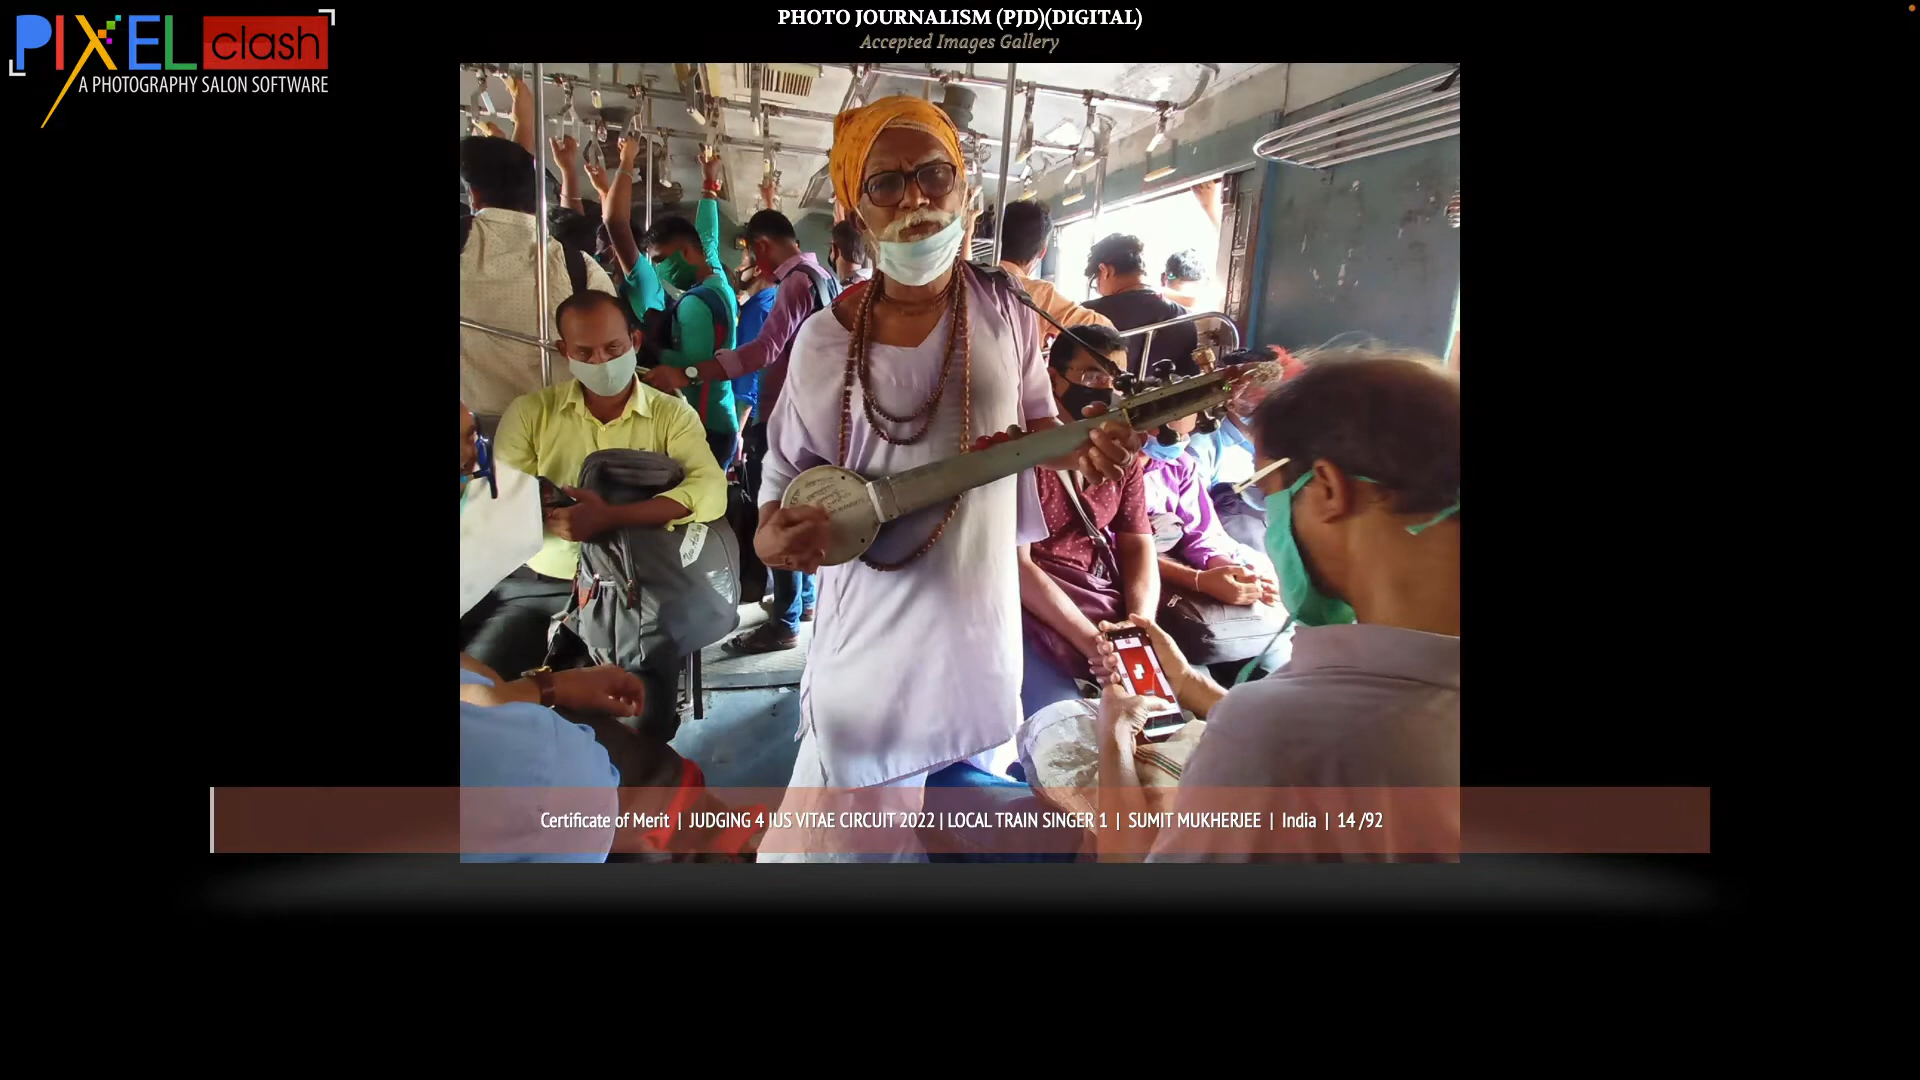 PIXEL clash
A PHOTOGRAPHY SALON SOFTWARE
PHOTO JOURNALISM (PJD)(DIGITAL)
Accepted Images Gallery
Certificate of Merit | JUDGING 4 IUS VITAE CIRCUIT 2022 | LOCAL TRAIN SINGER 1 | SUMIT MUKHERJEE | India | 14 /92